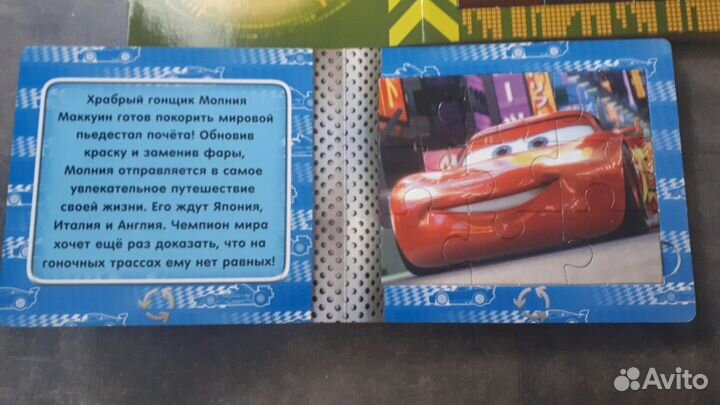 Храбрый гонщик Молния
Маккуин готов покорить мировой
пьедестал почёта! Обновив
краску и заменив фары,
Молния отправляется в самое
увлекательное путешествие
своей жизни. Его ждут Япония,
Италия и Англия. Чемпион мира
хочет ещё раз доказать, что на
гоночных трассах ему нет равных!
Avito